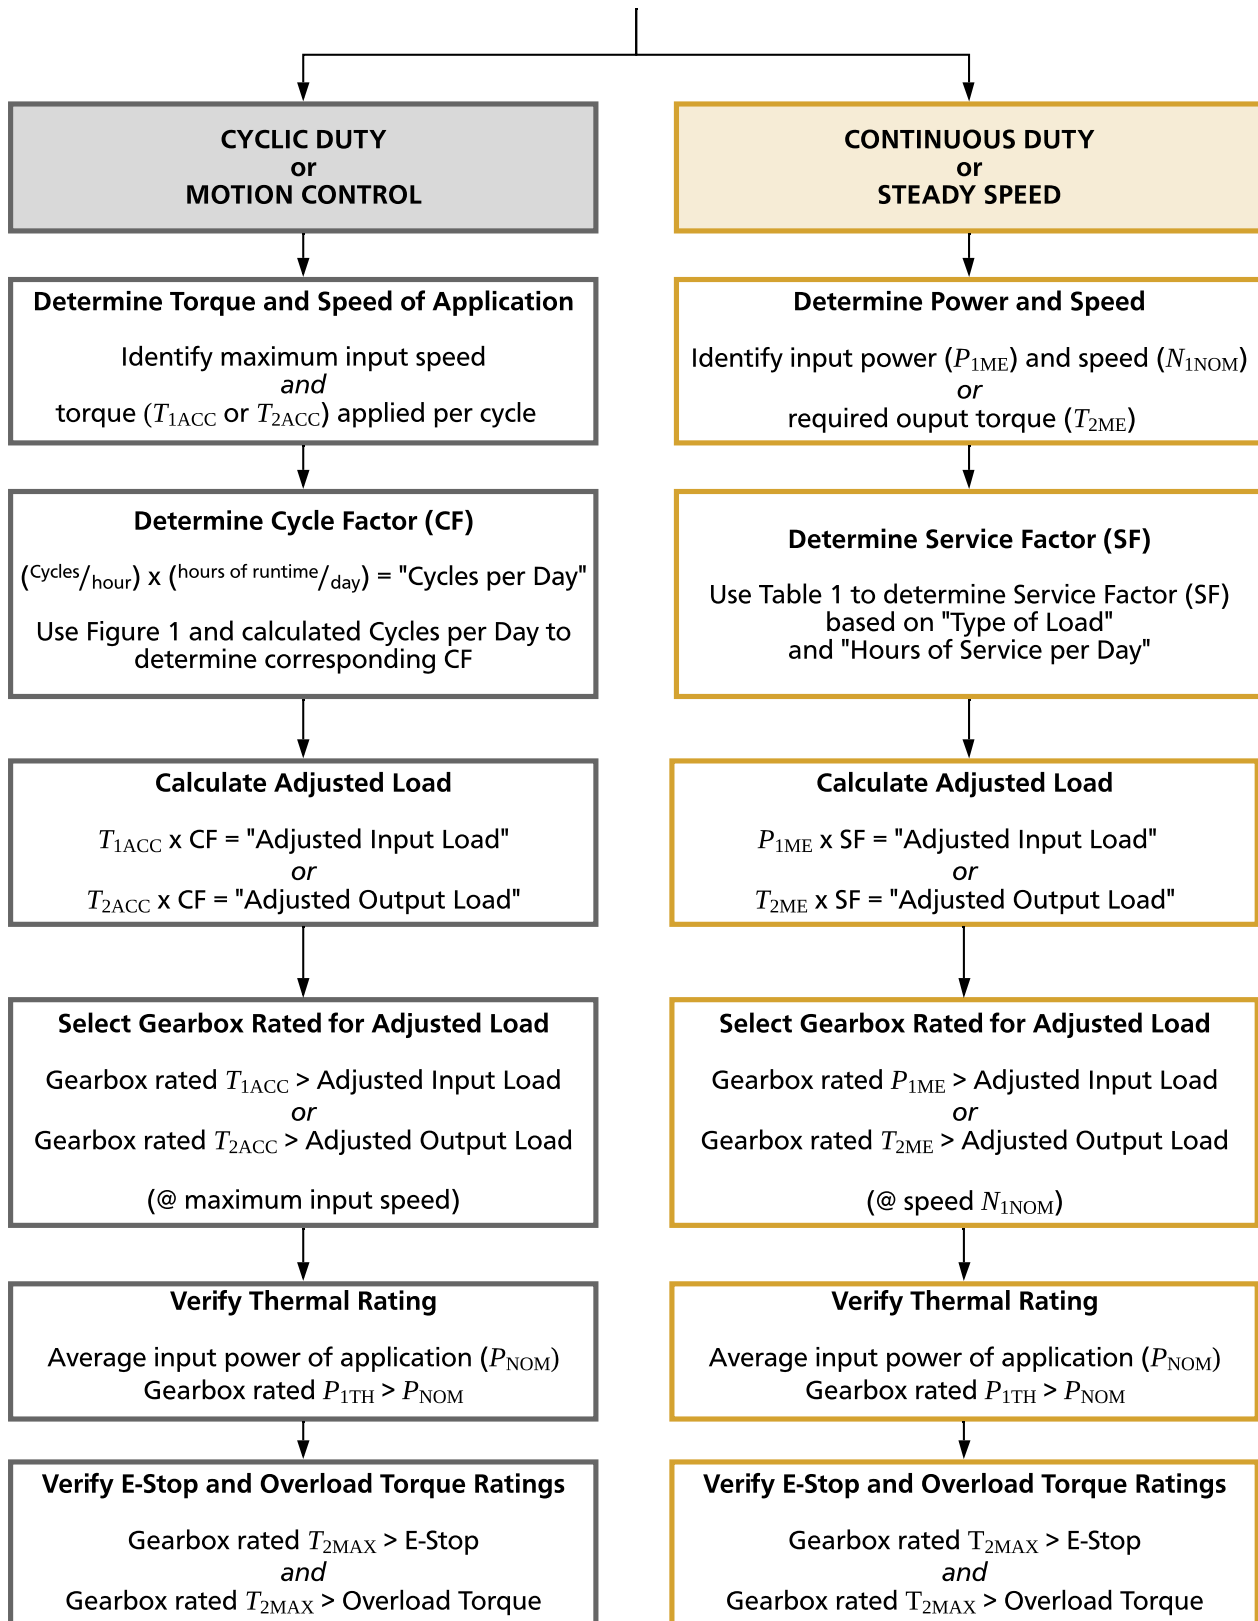 CYCLIC DUTY
or
MOTION CONTROL
Determine Torque and Speed of Application
Identify maximum input speed
and
torque (T1ACC or T2ACC) applied per cycle
Determine Cycle Factor (CF)
(Cycles/hour) x (hours of runtime/day) = "Cycles per Day"
Use Figure 1 and calculated Cycles per Day to
determine corresponding CF
Calculate Adjusted Load
T1ACC x CF = "Adjusted Input Load"
or
T2ACC x CF = "Adjusted Output Load"
Select Gearbox Rated for Adjusted Load
Gearbox rated T1ACC > Adjusted Input Load
or
Gearbox rated T2ACC > Adjusted Output Load
(@ maximum input speed)
Verify Thermal Rating
Average input power of application (PNOM)
Gearbox rated P1TH > PNOM
Verify E-Stop and Overload Torque Ratings
Gearbox rated T2MAX > E-Stop
and
Gearbox rated T2MAX > Overload Torque
CONTINUOUS DUTY
or
STEADY SPEED
Determine Power and Speed
Identify input power (P1ME) and speed (N1NOM)
or
required ouput torque (T2ME)
Determine Service Factor (SF)
Use Table 1 to determine Service Factor (SF)
based on "Type of Load"
and "Hours of Service per Day"
Calculate Adjusted Load
P1ME x SF = "Adjusted Input Load"
or
T2ME x SF = "Adjusted Output Load"
Select Gearbox Rated for Adjusted Load
Gearbox rated P1ME > Adjusted Input Load
or
Gearbox rated T2ME > Adjusted Output Load
(@ speed N1NOM)
Verify Thermal Rating
Average input power of application (PNOM)
Gearbox rated P1TH > PNOM
Verify E-Stop and Overload Torque Ratings
Gearbox rated T2MAX > E-Stop
and
Gearbox rated T2MAX > Overload Torque